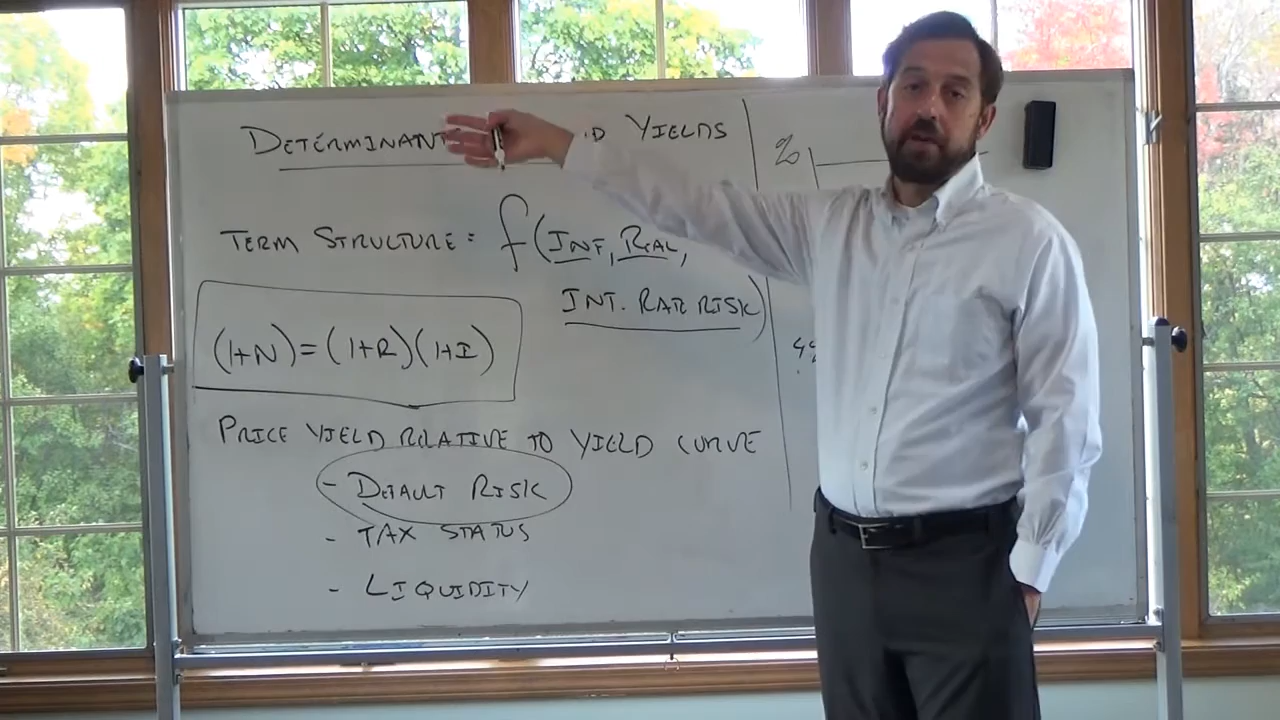 DETERMINANT D YIELDS
TERM STRUCTURE = f(INF, REAL,
INT. RATE RISK)
(1+N)=(1+R)(1+I)
PRICE YIELD RELATIVE TO YIELD CURVE
- DEFAULT RISK
- TAX STATUS
- LIQUIDITY
%